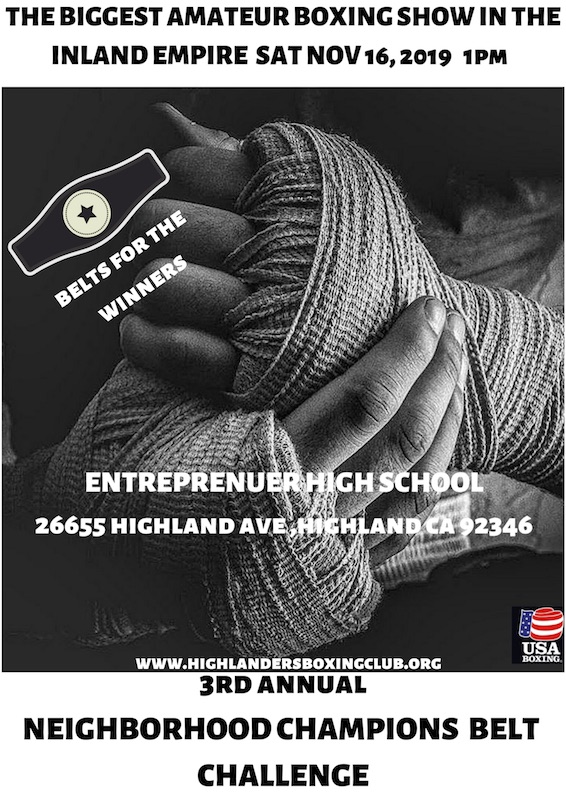 THE BIGGEST AMATEUR BOXING SHOW IN THE
INLAND EMPIRE SAT NOV 16, 2019 1PM
BELTS FOR THE
WINNERS
ENTREPRENUER HIGH SCHOOL
26655 HIGHLAND AVE ,HIGHLAND CA 92346
USA
BOXING.
WWW.HIGHLANDERSBOXINGCLUB.ORG
3RD ANNUAL
NEIGHBORHOOD CHAMPIONS BELT
CHALLENGE